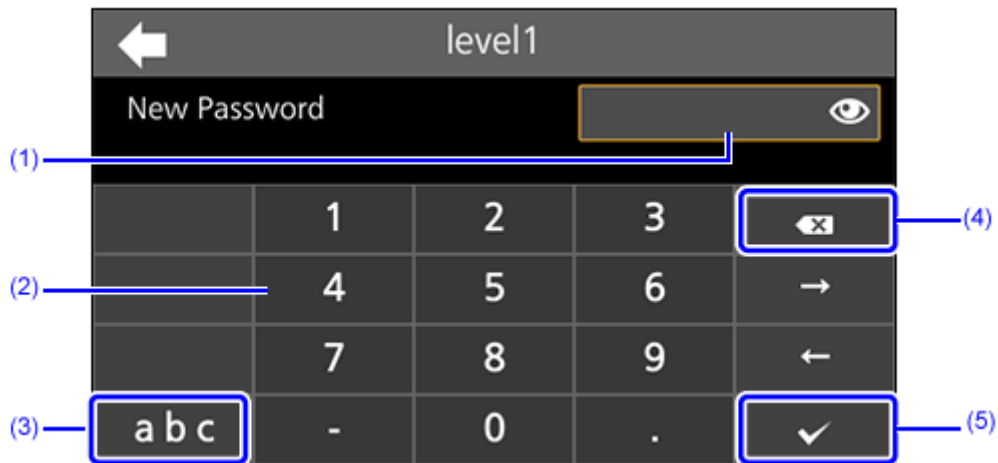 level1
New Password
(1)
1 2 3
(4)
(2)
4 5 6 →
7 8 9 ←
(3)
a b c - 0 .
(5)